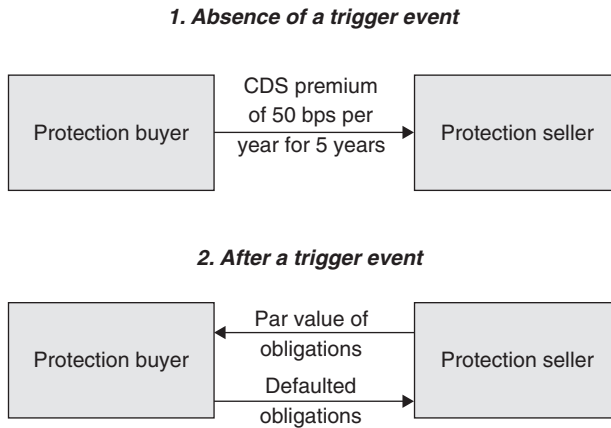 1. Absence of a trigger event
Protection buyer
CDS premium
of 50 bps per
year for 5 years
Protection seller
2. After a trigger event
Protection buyer
Par value of
obligations
Defaulted
obligations
Protection seller